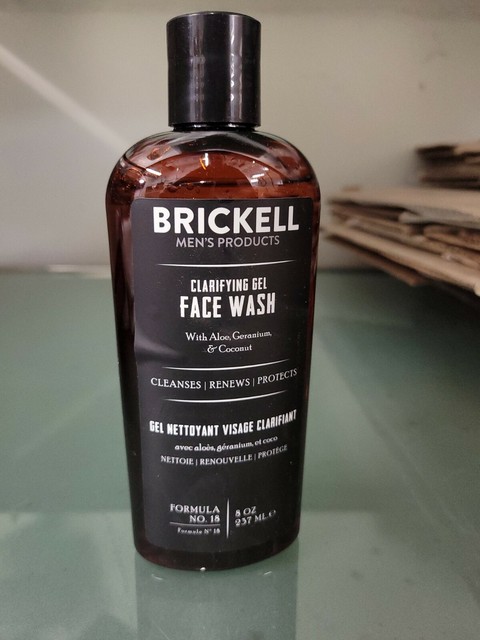 BRICKELL
MEN'S PRODUCTS
CLARIFYING GEL
FACE WASH
With Aloe, Geranium,
& Coconut
CLEANSES | RENEWS | PROTECTS
GEL NETTOYANT VISAGE CLARIFIANT
avec aloès, géranium, et coco
NETTOIE | RENOUVELLE | PROTÈGE
FORMULA
NO. 18
Formule Nº 18
8 OZ
237 ML ℮